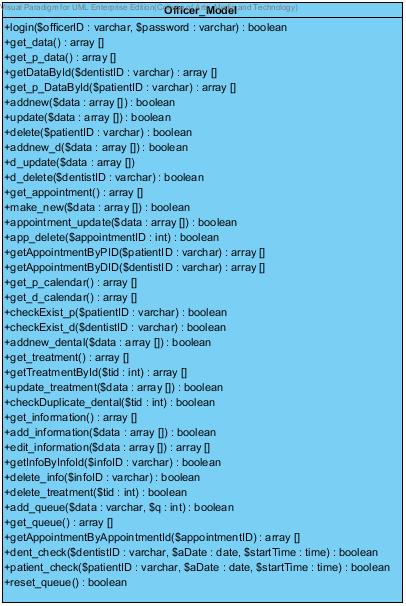 Visual Paradigm for UML Enterprise Edition(College of Arts, Media and Technology)
Officer_Model
+login($officerID : varchar, $password : varchar) : boolean
+get_data() : array []
+get_p_data() : array []
+getDataById($dentistID : varchar) : array []
+get_p_DataById($patientID : varchar) : array []
+addnew($data : array []) : boolean
+update($data : array []) : boolean
+delete($patientID : varchar) : boolean
+addnew_d($data : array []) : boolean
+d_update($data : array [])
+d_delete($dentistID : varchar) : boolean
+get_appointment() : array []
+make_new($data : array []) : boolean
+appointment_update($data : array []) : boolean
+app_delete($appointmentID : int) : boolean
+getAppointmentByPID($patientID : varchar) : array []
+getAppointmentByDID($dentistID : varchar) : array []
+get_p_calendar() : array []
+get_d_calendar() : array []
+checkExist_p($patientID : varchar) : boolean
+checkExist_d($dentistID : varchar) : boolean
+addnew_dental($data : array []) : boolean
+get_treatment() : array []
+getTreatmentById($tid : int) : array []
+update_treatment($data : array []) : boolean
+checkDuplicate_dental($tid : int) : boolean
+get_information() : array []
+add_information($data : array []) : boolean
+edit_information($data : array []) : array []
+getInfoByInfoId($infoID : varchar) : boolean
+delete_info($infoID : varchar) : boolean
+delete_treatment($tid : int) : boolean
+add_queue($data : varchar, $q : int) : boolean
+get_queue() : array []
+getAppointmentByAppointmentId($appointmentID) : array []
+dent_check($dentistID : varchar, $aDate : date, $startTime : time) : boolean
+patient_check($patientID : varchar, $aDate : date, $startTime : time) : boolean
+reset_queue() : boolean